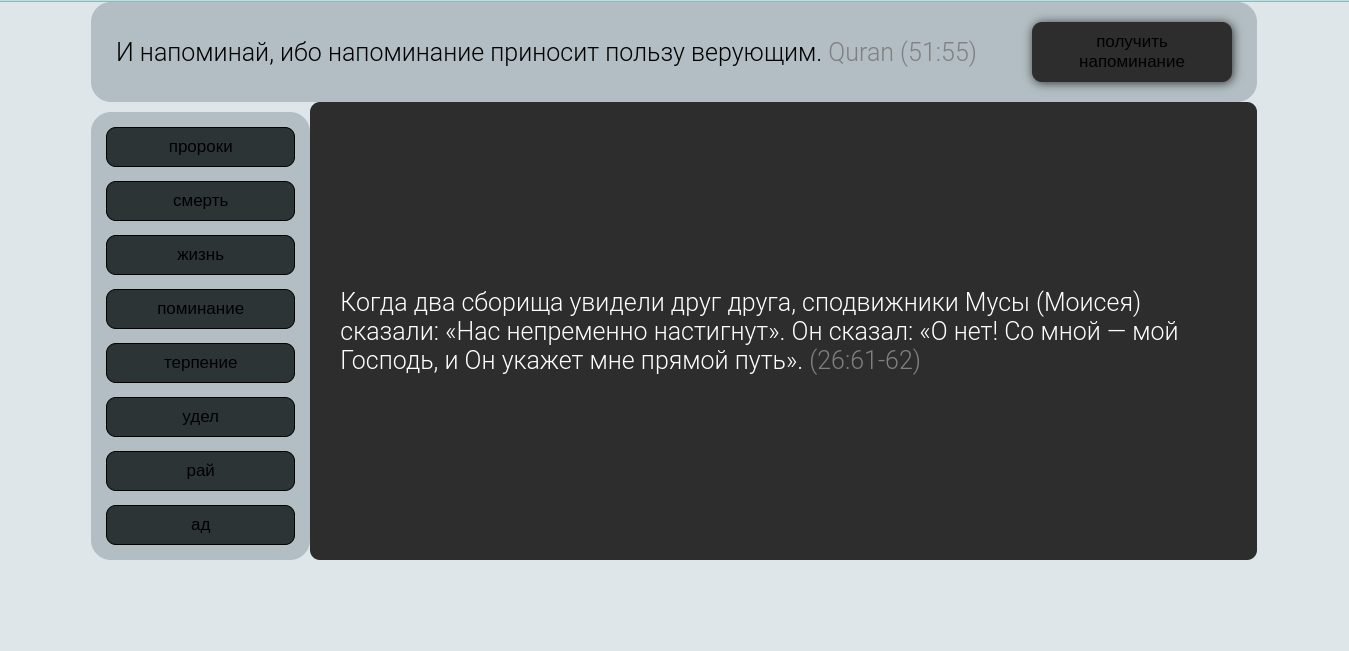 И напоминай, ибо напоминание приносит пользу верующим. Quran (51:55)
получить
напоминание
пророки
смерть
жизнь
поминание
терпение
удел
рай
ад
Когда два сборища увидели друг друга, сподвижники Мусы (Моисея)
сказали: «Нас непременно настигнут». Он сказал: «О нет! Со мной — мой
Господь, и Он укажет мне прямой путь». (26:61-62)